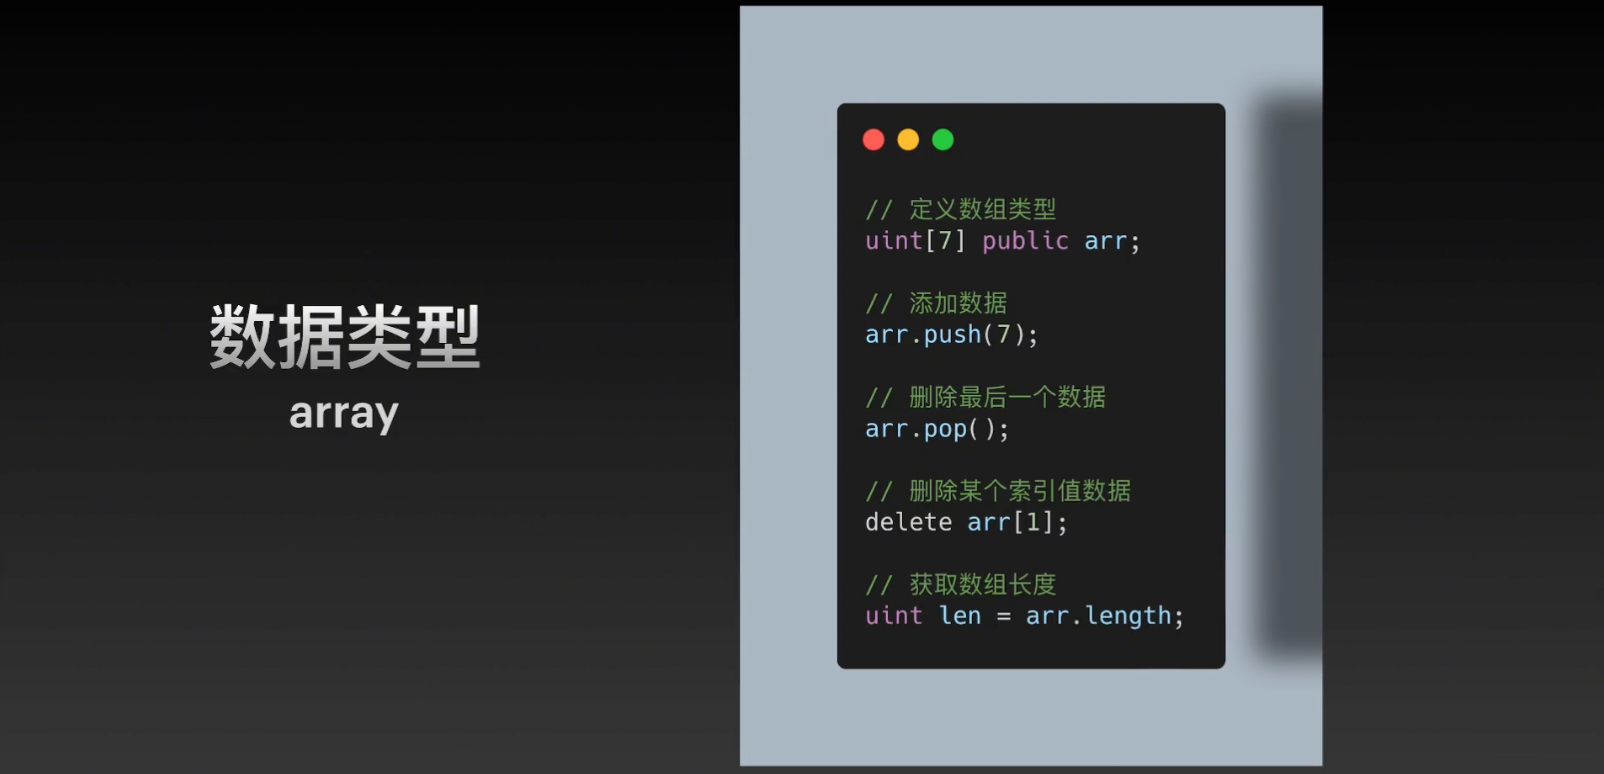 数据类型
array
// 定义数组类型
uint[7] public arr;
// 添加数据
arr.push(7);
// 删除最后一个数据
arr.pop();
// 删除某个索引值数据
delete arr[1];
// 获取数组长度
uint len = arr.length;